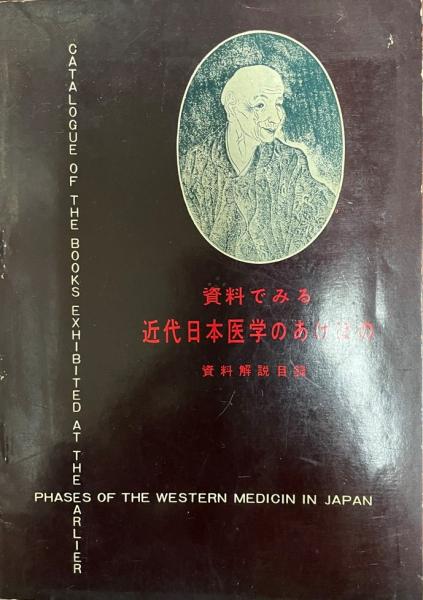 CATALOGUE OF THE BOOKS EXHIBITED AT THE EARLIER
PHASES OF THE WESTERN MEDICIN IN JAPAN
資料でみる
近代日本医学のあけぼの
資料解説目録